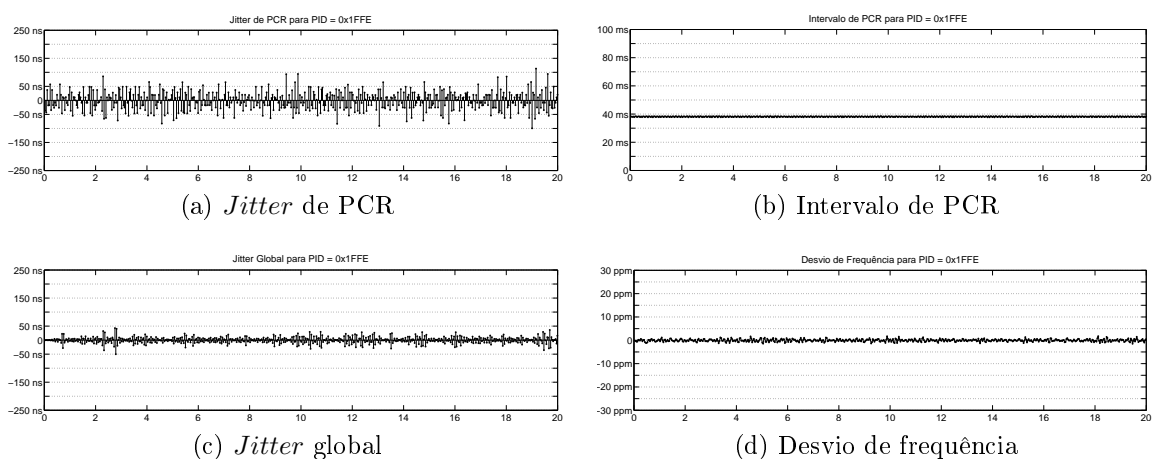 Jitter de PCR para PID = 0x1FFE
250 ns
150 ns
50 ns
0
−50 ns
−150 ns
−250 ns
0 2 4 6 8 10 12 14 16 18 20
(a) Jitter de PCR
Intervalo de PCR para PID = 0x1FFE
100 ms
80 ms
60 ms
40 ms
20 ms
0
0 2 4 6 8 10 12 14 16 18 20
(b) Intervalo de PCR
Jitter Global para PID = 0x1FFE
250 ns
150 ns
50 ns
0
−50 ns
−150 ns
−250 ns
0 2 4 6 8 10 12 14 16 18 20
(c) Jitter global
Desvio de Frequência para PID = 0x1FFE
30 ppm
20 ppm
10 ppm
0
-10 ppm
-20 ppm
-30 ppm
0 2 4 6 8 10 12 14 16 18 20
(d) Desvio de frequência